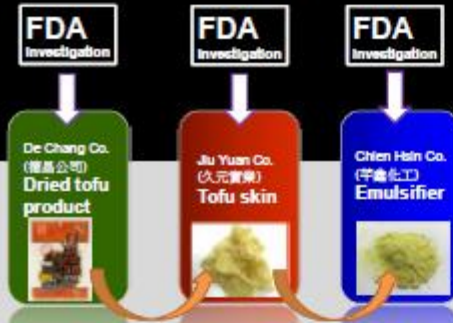 FDA
Investigation
FDA
Investigation
FDA
Investigation
De Chang Co.
(德昌公司)
Dried tofu
product
Jiu Yuan Co.
(久元實業)
Tofu skin
Chien Hsin Co.
(芊鑫化工)
Emulsifier